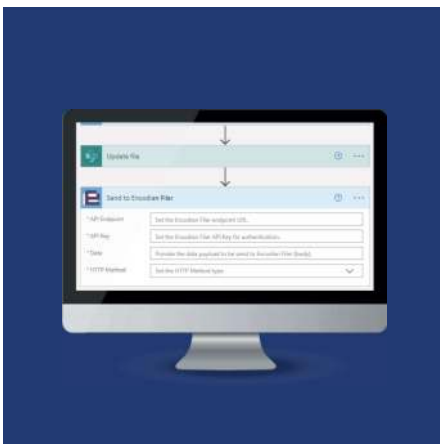 Update file
Send to Encodian Filer
* API Endpoint
Set the Encodian Filer endpoint URL.
* API Key
Set the Encodian Filer API Key for authentication.
* Data
Provide the data payload to be send to Encodian Filer (body)
* HTTP Method
Set the HTTP Method type